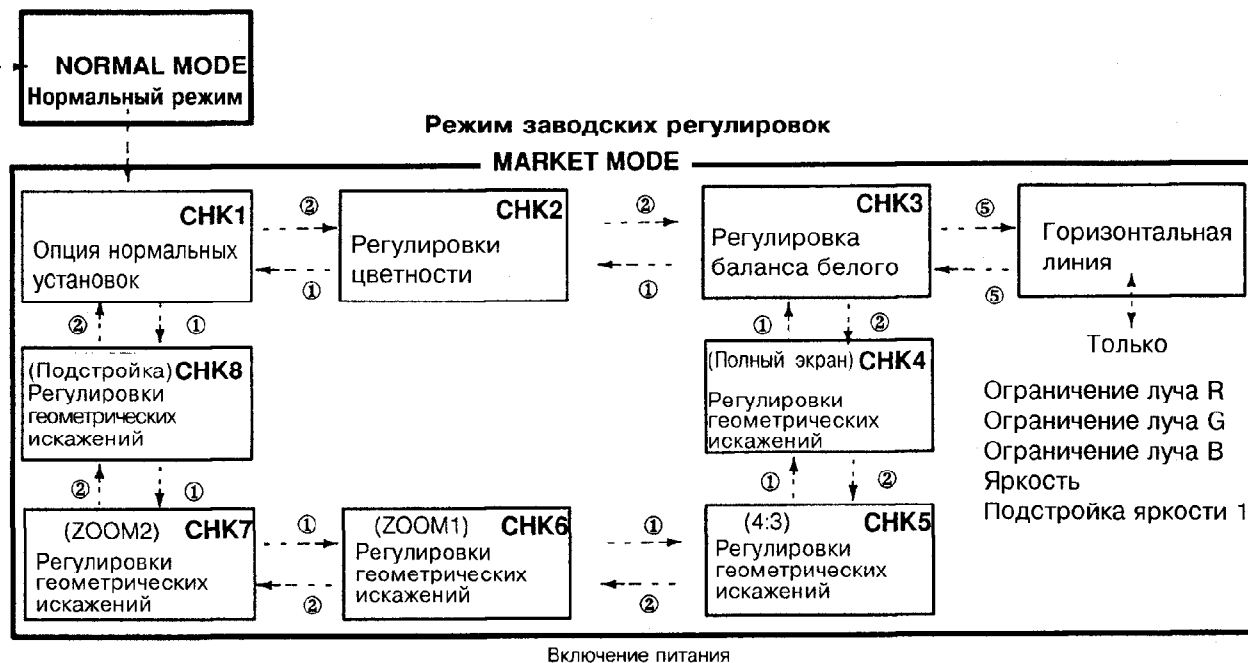 NORMAL MODE
Нормальный режим
Режим заводских регулировок
MARKET MODE
CHK1
Опция нормальных
установок
②
①
CHK2
Регулировки
цветности
②
①
CHK3
Регулировка
баланса белого
⑤
⑤
Горизонтальная
линия
②
①
①
②
Только
(Подстройка) CHK8
Регулировки
геометрических
искажений
(Полный экран) CHK4
Регулировки
геометрических
искажений
Ограничение луча R
Ограничение луча G
Ограничение луча B
Яркость
Подстройка яркости 1
②
①
①
②
(ZOOM2) CHK7
Регулировки
геометрических
искажений
①
②
(ZOOM1) CHK6
Регулировки
геометрических
искажений
①
②
(4:3) CHK5
Регулировки
геометрических
искажений
Включение питания